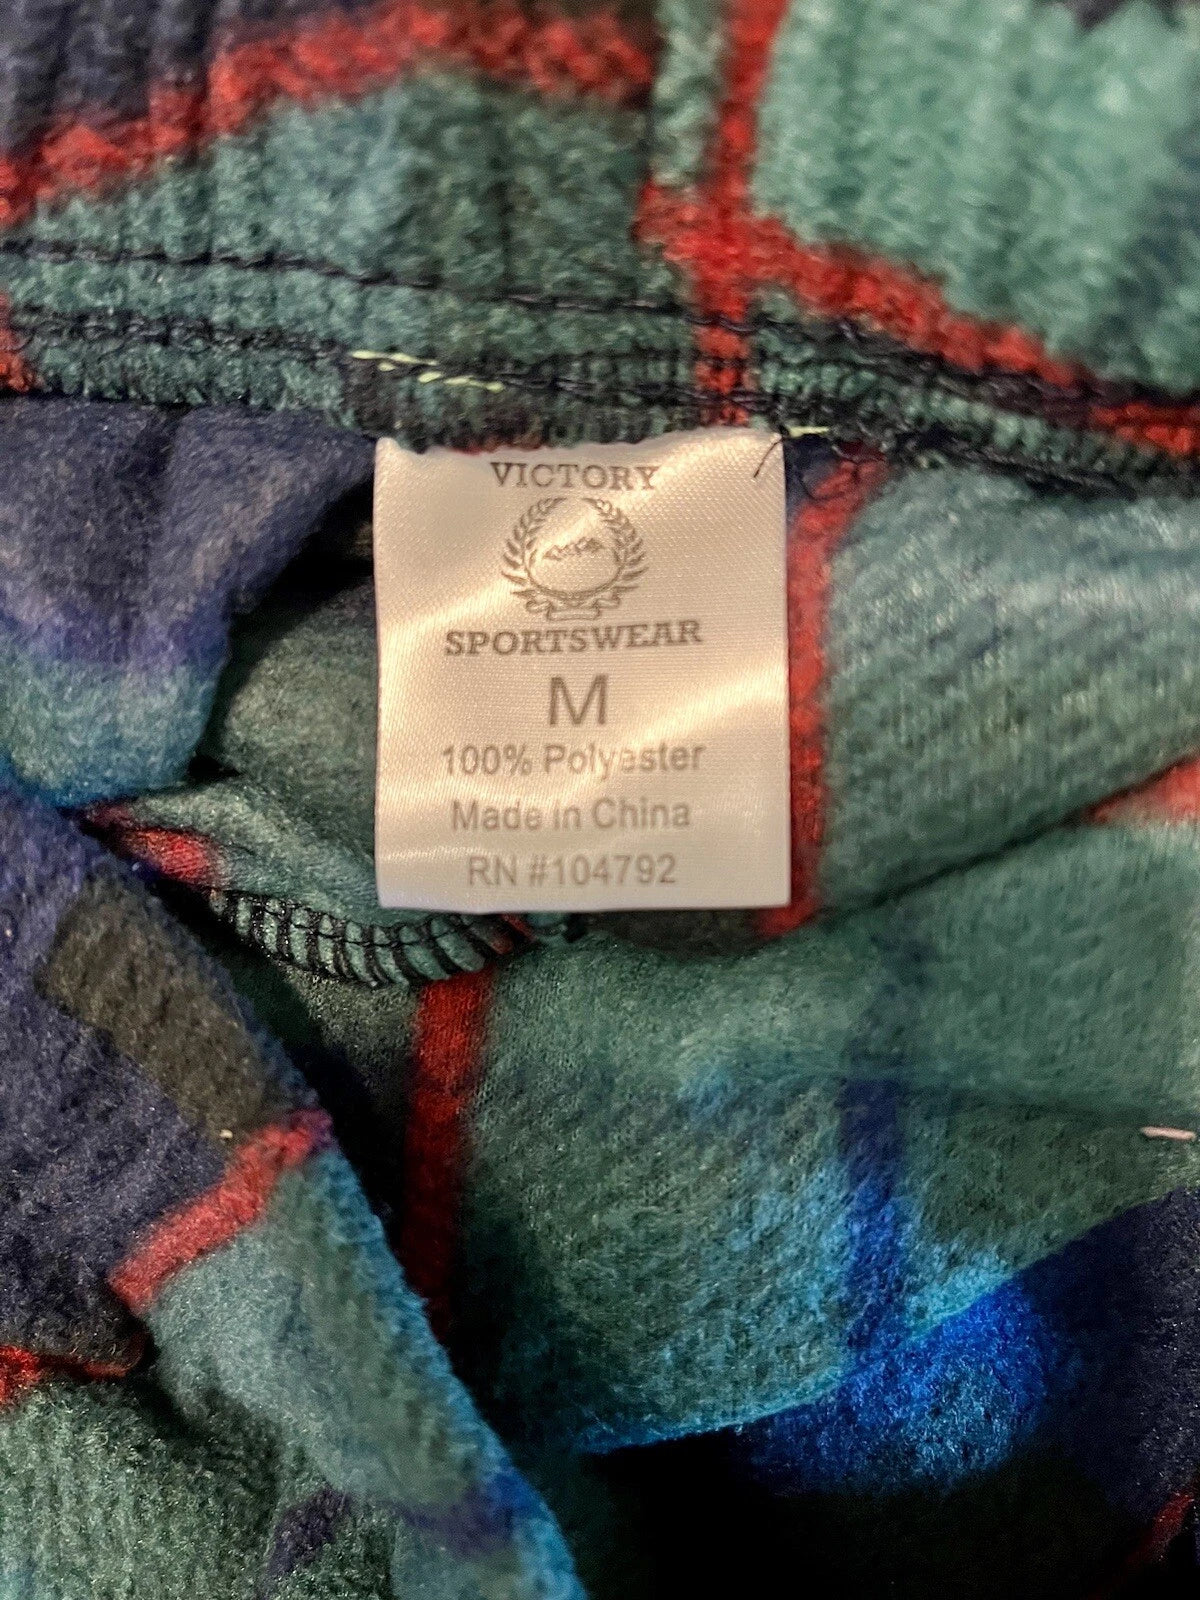 VICTORY
SPORTSWEAR
M
100% Polyester
Made in China
RN #104792